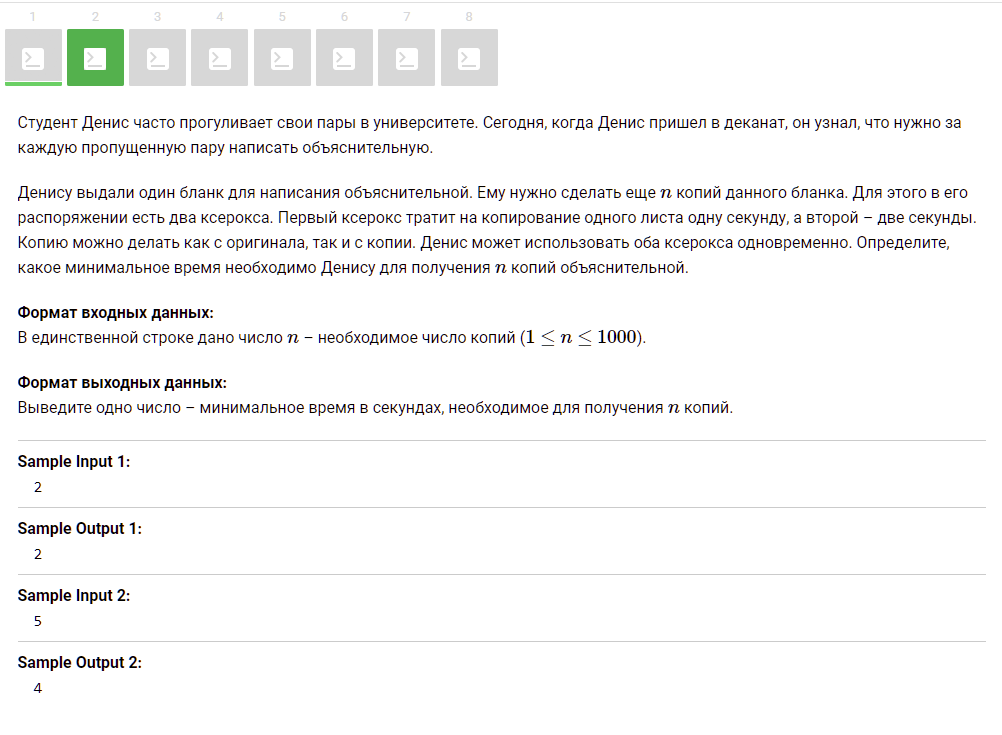 1 2 3 4 5 6 7 8
Студент Денис часто прогуливает свои пары в университете. Сегодня, когда Денис пришел в деканат, он узнал, что нужно за
каждую пропущенную пару написать объяснительную.
Денису выдали один бланк для написания объяснительной. Ему нужно сделать еще n копий данного бланка. Для этого в его
распоряжении есть два ксерокса. Первый ксерокс тратит на копирование одного листа одну секунду, а второй – две секунды.
Копию можно делать как с оригинала, так и с копии. Денис может использовать оба ксерокса одновременно. Определите,
какое минимальное время необходимо Денису для получения n копий объяснительной.
Формат входных данных:
В единственной строке дано число n – необходимое число копий (1 ≤ n ≤ 1000).
Формат выходных данных:
Выведите одно число – минимальное время в секундах, необходимое для получения n копий.
Sample Input 1:
2
Sample Output 1:
2
Sample Input 2:
5
Sample Output 2:
4